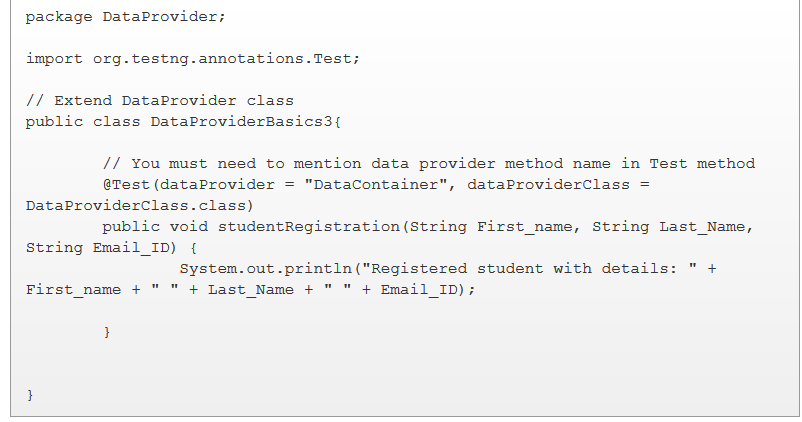 package DataProvider;
import org.testng.annotations.Test;
// Extend DataProvider class
public class DataProviderBasics3{
// You must need to mention data provider method name in Test method
@Test(dataProvider = "DataContainer", dataProviderClass =
DataProviderClass.class)
public void studentRegistration(String First_name, String Last_Name,
String Email_ID) {
System.out.println("Registered student with details: " +
First_name + " " + Last_Name + " " + Email_ID);
}
}